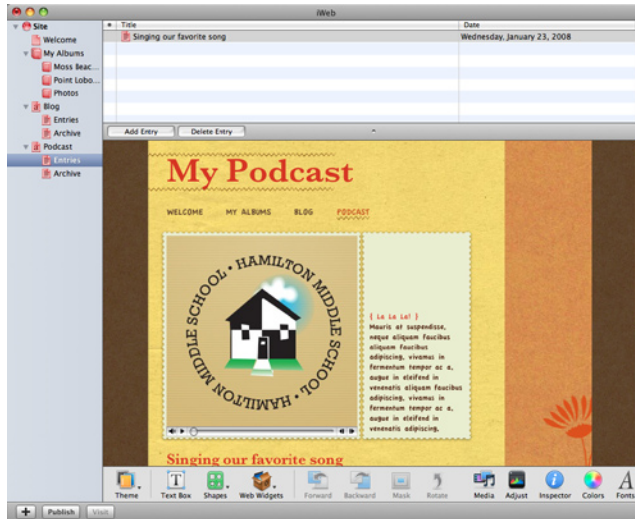 iWeb
Site
Welcome
My Albums
Moss Beac...
Point Lobo...
Photos
Blog
Entries
Archive
Podcast
Entries
Archive
Title Date
Singing our favorite song Wednesday, January 23, 2008
Add Entry Delete Entry
My Podcast
WELCOME MY ALBUMS BLOG PODCAST
HAMILTON MIDDLE SCHOOL • HAMILTON MIDDLE SCHOOL •
{ La La La! }
Mauris at suspendisse,
neque aliquam faucibus
aliquam faucibus
adipiscing, vivamus in
fermentum tempor ac a,
augue in eleifend in
venenatis aliquam faucibus
adipiscing, vivamus in
fermentum tempor ac a,
augue in eleifend in
venenatis adipiscing,
Singing our favorite song
Theme Text Box Shapes Web Widgets Forward Backward Mask Rotate Media Adjust Inspector Colors Fonts
Publish Visit